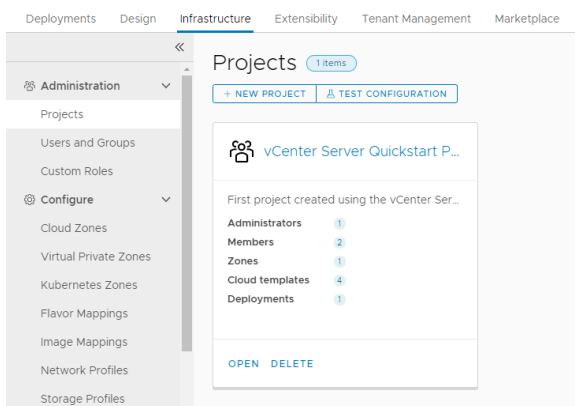 Deployments Design Infrastructure Extensibility Tenant Management Marketplace
«
Administration
Projects
Users and Groups
Custom Roles
Configure
Cloud Zones
Virtual Private Zones
Kubernetes Zones
Flavor Mappings
Image Mappings
Network Profiles
Storage Profiles
Projects 1 items
+ NEW PROJECT TEST CONFIGURATION
vCenter Server Quickstart P...
First project created using the vCenter Ser...
Administrators 1
Members 2
Zones 1
Cloud templates 4
Deployments 1
OPEN DELETE